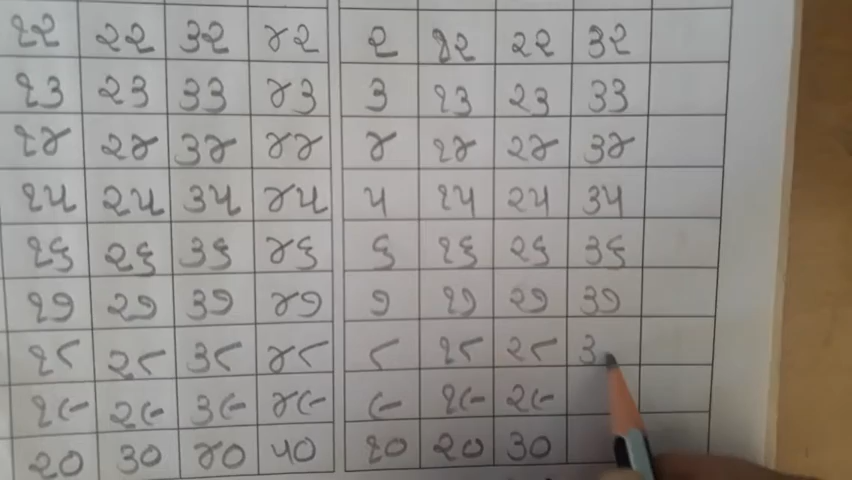 ૧૨ ૨૨ ૩૨ ૪૨ ૨ ૧૨ ૨૨ ૩૨
૧૩ ૨૩ ૩૩ ૪૩ ૩ ૧૩ ૨૩ ૩૩
૧૪ ૨૪ ૩૪ ૪૪ ૪ ૧૪ ૨૪ ૩૪
૧૫ ૨૫ ૩૫ ૪૫ ૫ ૧૫ ૨૫ ૩૫
૧૬ ૨૬ ૩૬ ૪૬ ૬ ૧૬ ૨૬ ૩૬
૧૭ ૨૭ ૩૭ ૪૭ ૭ ૧૭ ૨૭ ૩૭
૧૮ ૨૮ ૩૮ ૪૮ ૮ ૧૮ ૨૮ ૩
૧૯ ૨૯ ૩૯ ૪૯ ૯ ૧૯ ૨૯
૨૦ ૩૦ ૪૦ ૫૦ ૧૦ ૨૦ ૩૦